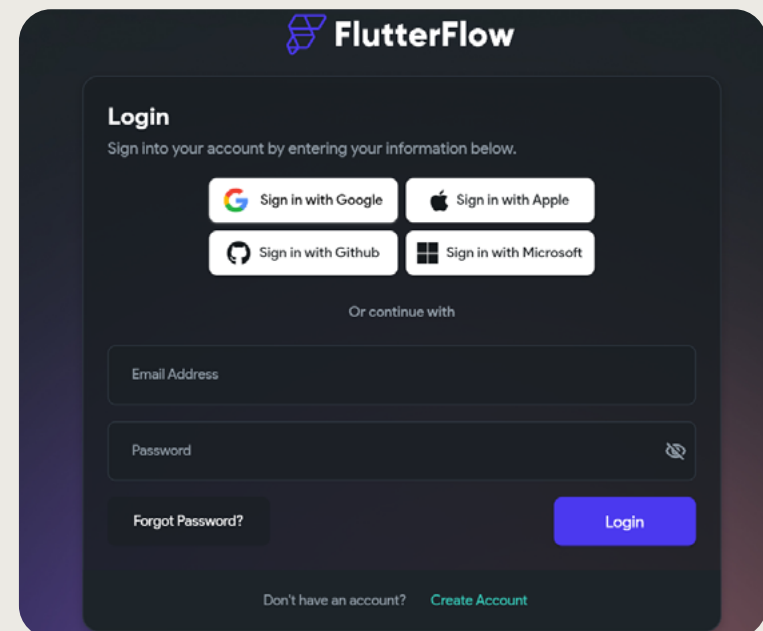 FlutterFlow
Login
Sign into your account by entering your information below.
Sign in with Google
Sign in with Apple
Sign in with Github
Sign in with Microsoft
Or continue with
Email Address
Password
Forgot Password?
Login
Don't have an account? Create Account